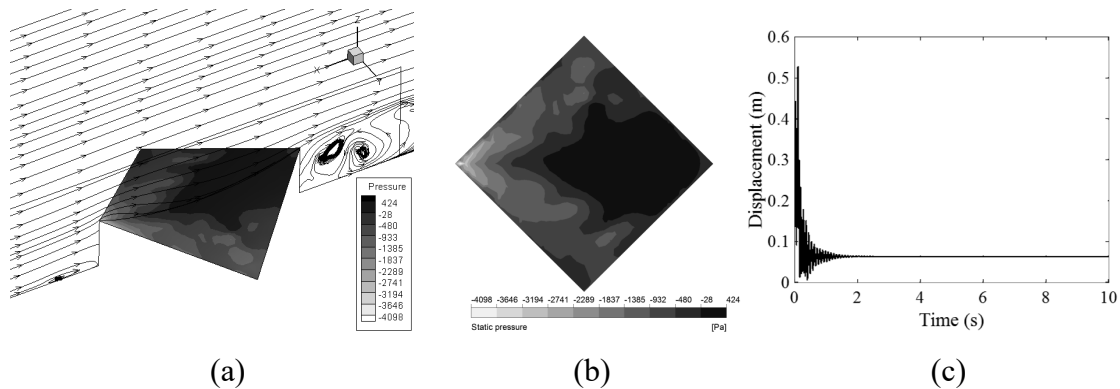 Z
X
Y
Pressure
424
-28
-480
-933
-1385
-1837
-2289
-2741
-3194
-3646
-4098
-4098 -3646 -3194 -2741 -2289 -1837 -1385 -932 -480 -28 424
Static pressure [Pa]
Displacement (m)
0.6
0.5
0.4
0.3
0.2
0.1
0
0 2 4 6 8 10
Time (s)
(a) (b) (c)